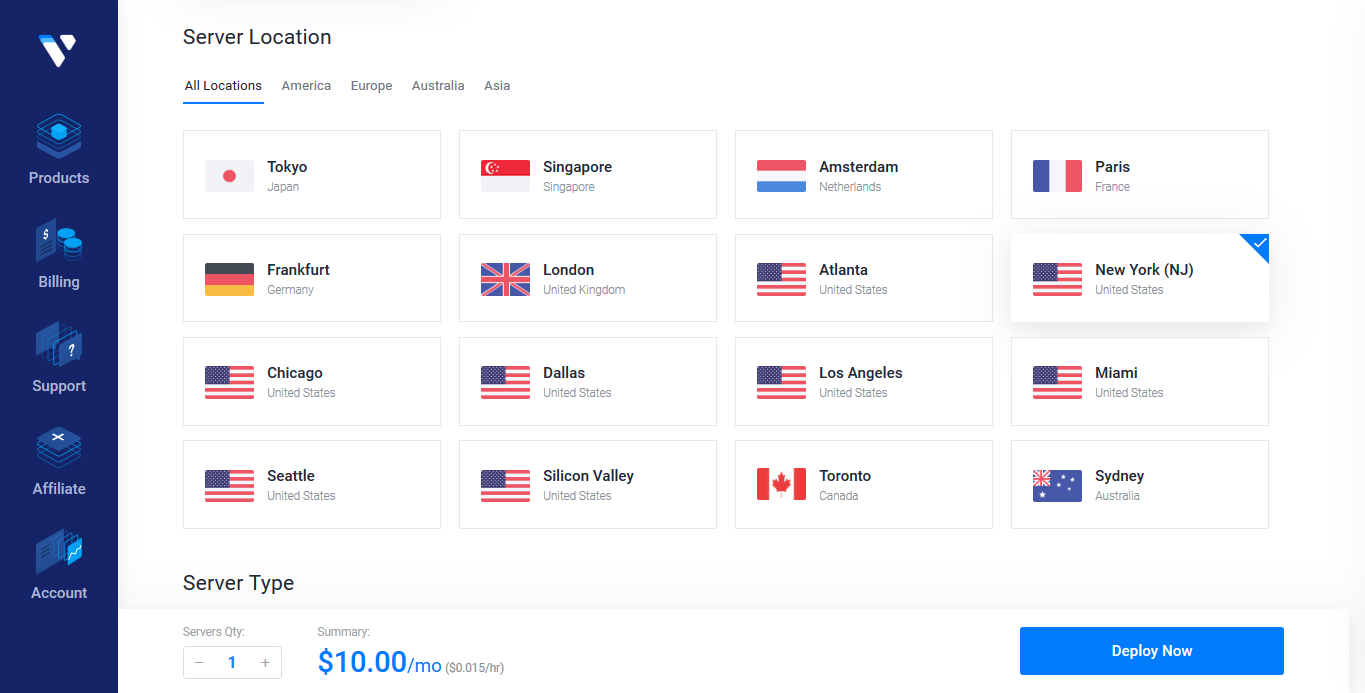 Products
Billing
Support
Affiliate
Account
Server Location
All Locations America Europe Australia Asia
Tokyo
Japan
Singapore
Singapore
Amsterdam
Netherlands
Paris
France
Frankfurt
Germany
London
United Kingdom
Atlanta
United States
New York (NJ)
United States
Chicago
United States
Dallas
United States
Los Angeles
United States
Miami
United States
Seattle
United States
Silicon Valley
United States
Toronto
Canada
Sydney
Australia
Server Type
Servers Qty:
− 1 +
Summary:
$10.00/mo ($0.015/hr)
Deploy Now